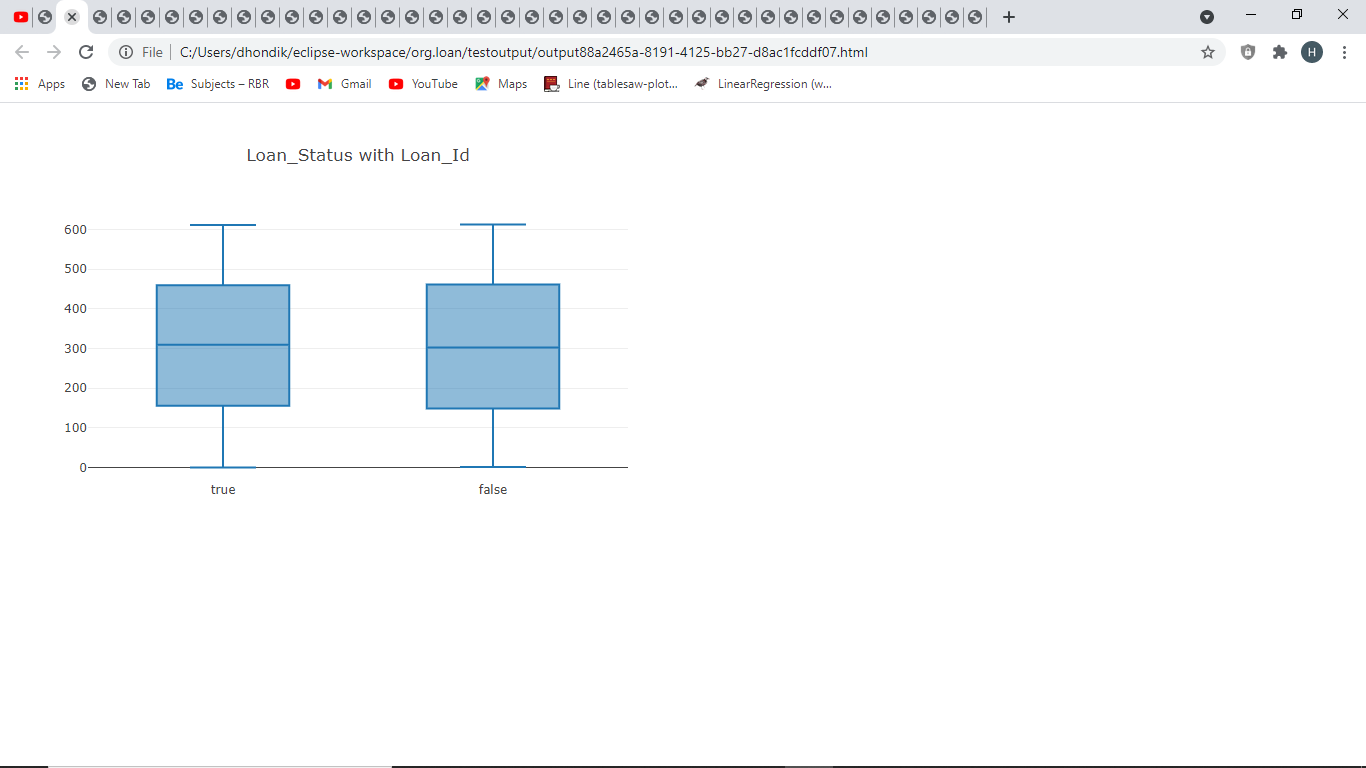 File C:/Users/dhondik/eclipse-workspace/org.loan/testoutput/output88a2465a-8191-4125-bb27-d8ac1fcddf07.html H
Apps New Tab Be Subjects – RBR Gmail YouTube Maps Line (tablesaw-plot... LinearRegression (w...
Loan_Status with Loan_Id
600
500
400
300
200
100
0
true false